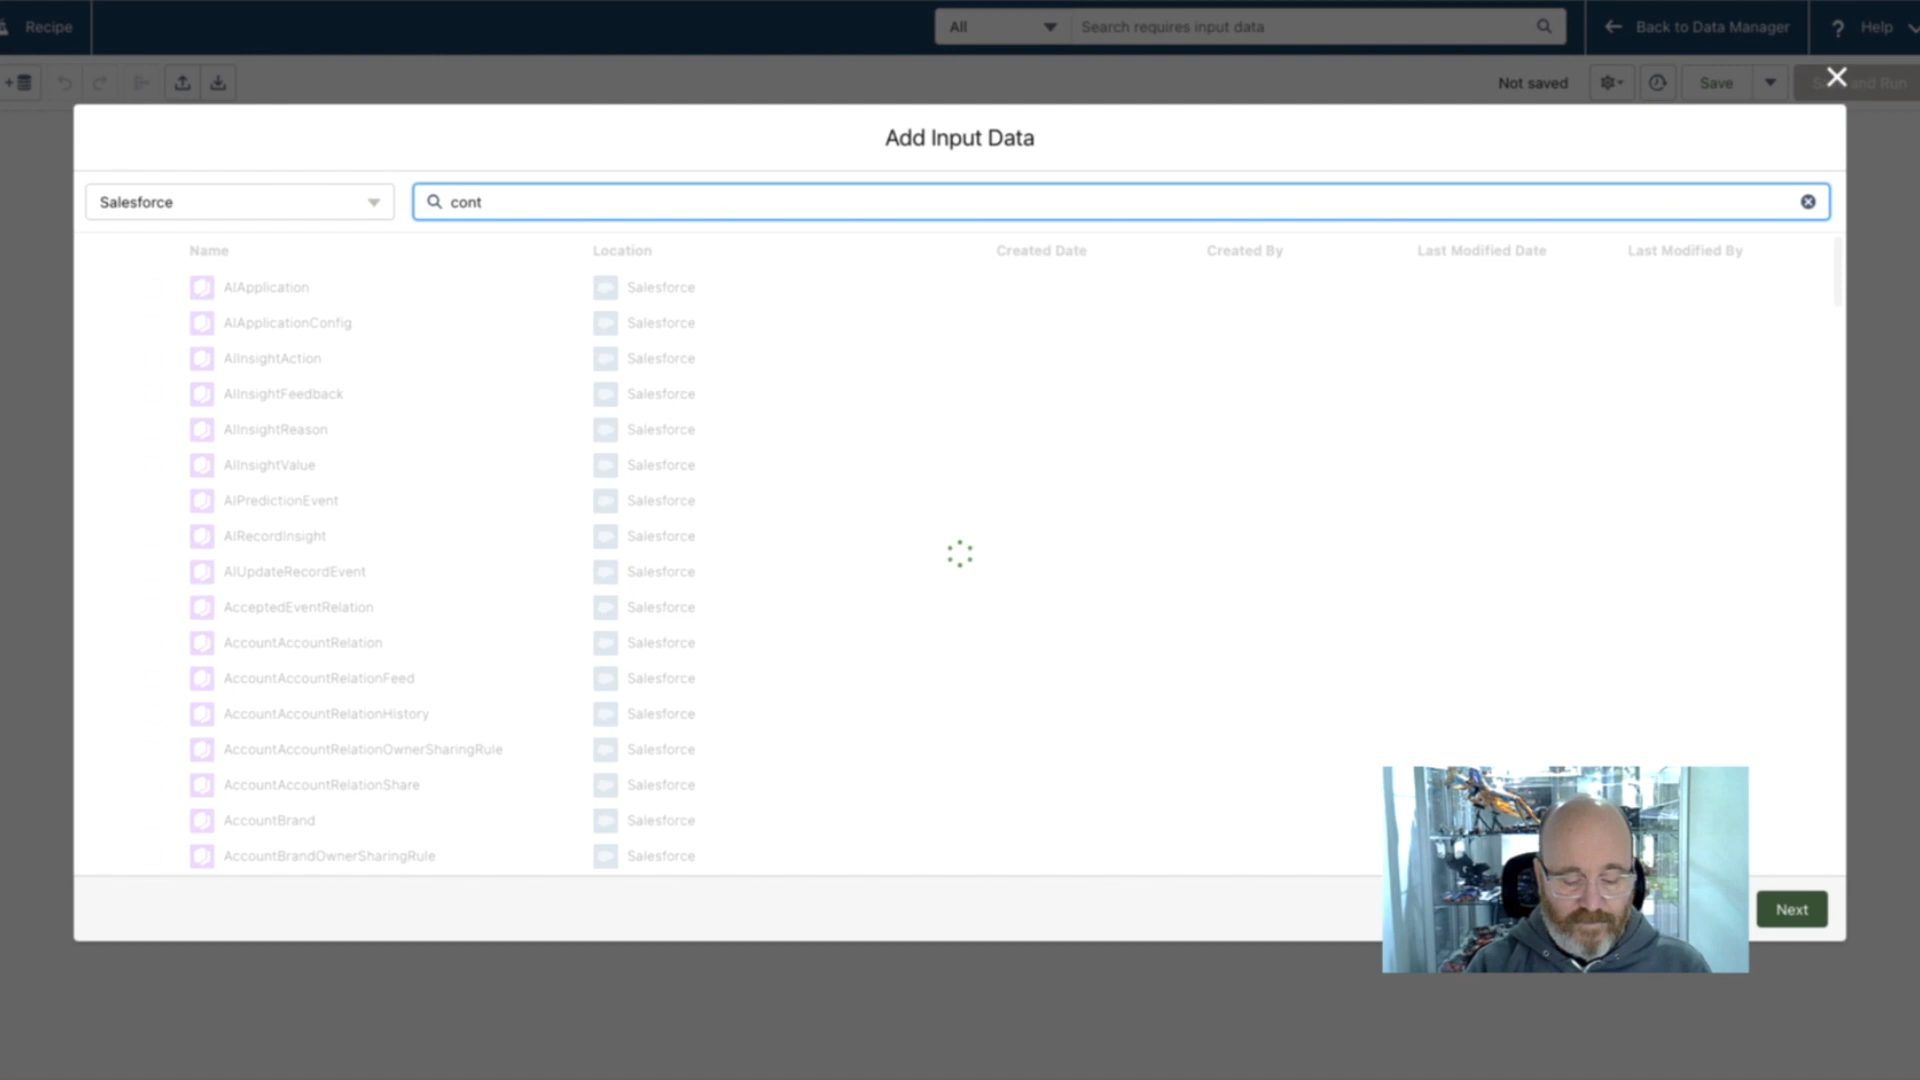 Recipe
All
Search requires input data
Back to Data Manager
Help
Not saved
Save
and Run
Add Input Data
Salesforce
cont
Name Location Created Date Created By Last Modified Date Last Modified By
AIApplication Salesforce
AIApplicationConfig Salesforce
AIInsightAction Salesforce
AIInsightFeedback Salesforce
AIInsightReason Salesforce
AIInsightValue Salesforce
AIPredictionEvent Salesforce
AIRecordInsight Salesforce
AIUpdateRecordEvent Salesforce
AcceptedEventRelation Salesforce
AccountAccountRelation Salesforce
AccountAccountRelationFeed Salesforce
AccountAccountRelationHistory Salesforce
AccountAccountRelationOwnerSharingRule Salesforce
AccountAccountRelationShare Salesforce
AccountBrand Salesforce
AccountBrandOwnerSharingRule Salesforce
Next